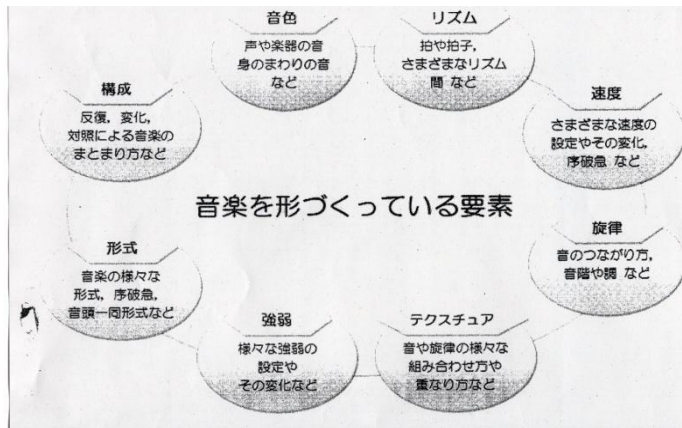 音色
声や楽器の音
身のまわりの音
など
リズム
拍や拍子,
さまざまなリズム
間 など
速度
さまざまな速度の
設定やその変化,
序破急 など
旋律
音のつながり方,
音階や調 など
テクスチュア
音や旋律の様々な
組み合わせ方や
重なり方など
強弱
様々な強弱の
設定や
その変化など
形式
音楽の様々な
形式, 序破急,
音頭一同形式など
構成
反復, 変化,
対照による音楽の
まとまり方など
音楽を形づくっている要素